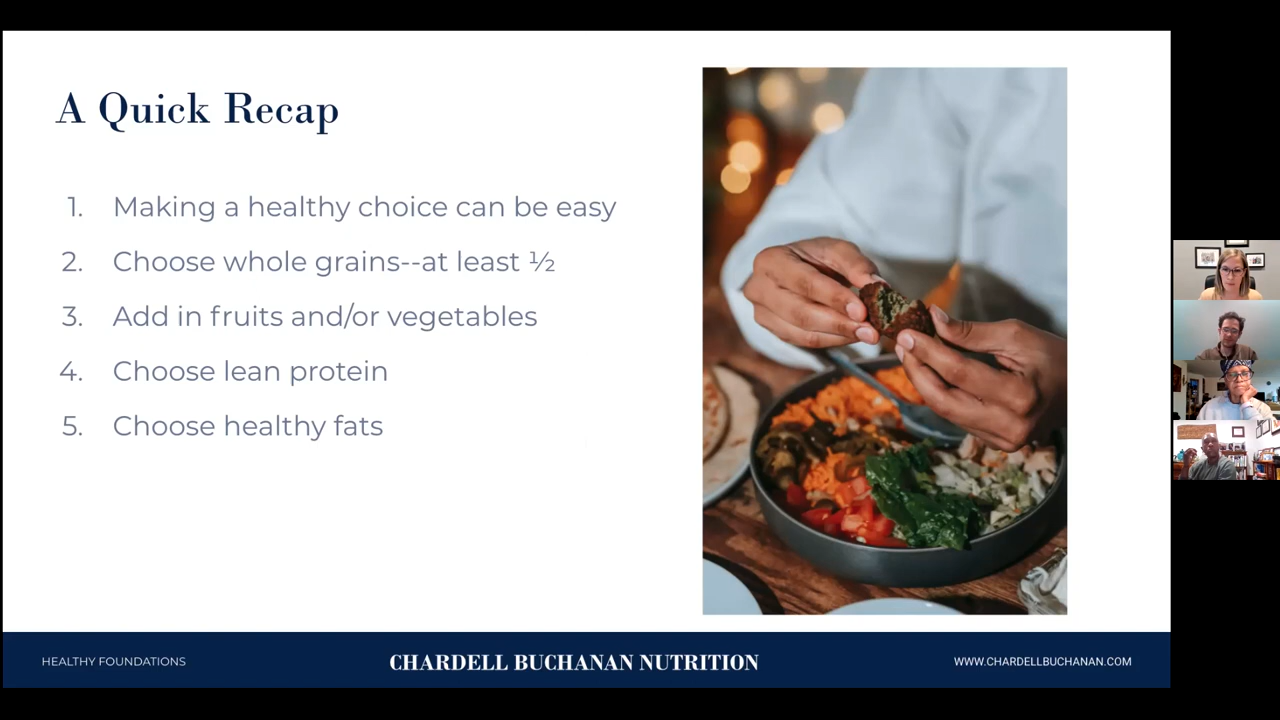 A Quick Recap
1. Making a healthy choice can be easy
2. Choose whole grains--at least ½
3. Add in fruits and/or vegetables
4. Choose lean protein
5. Choose healthy fats
HEALTHY FOUNDATIONS
CHARDELL BUCHANAN NUTRITION
WWW.CHARDELLBUCHANAN.COM